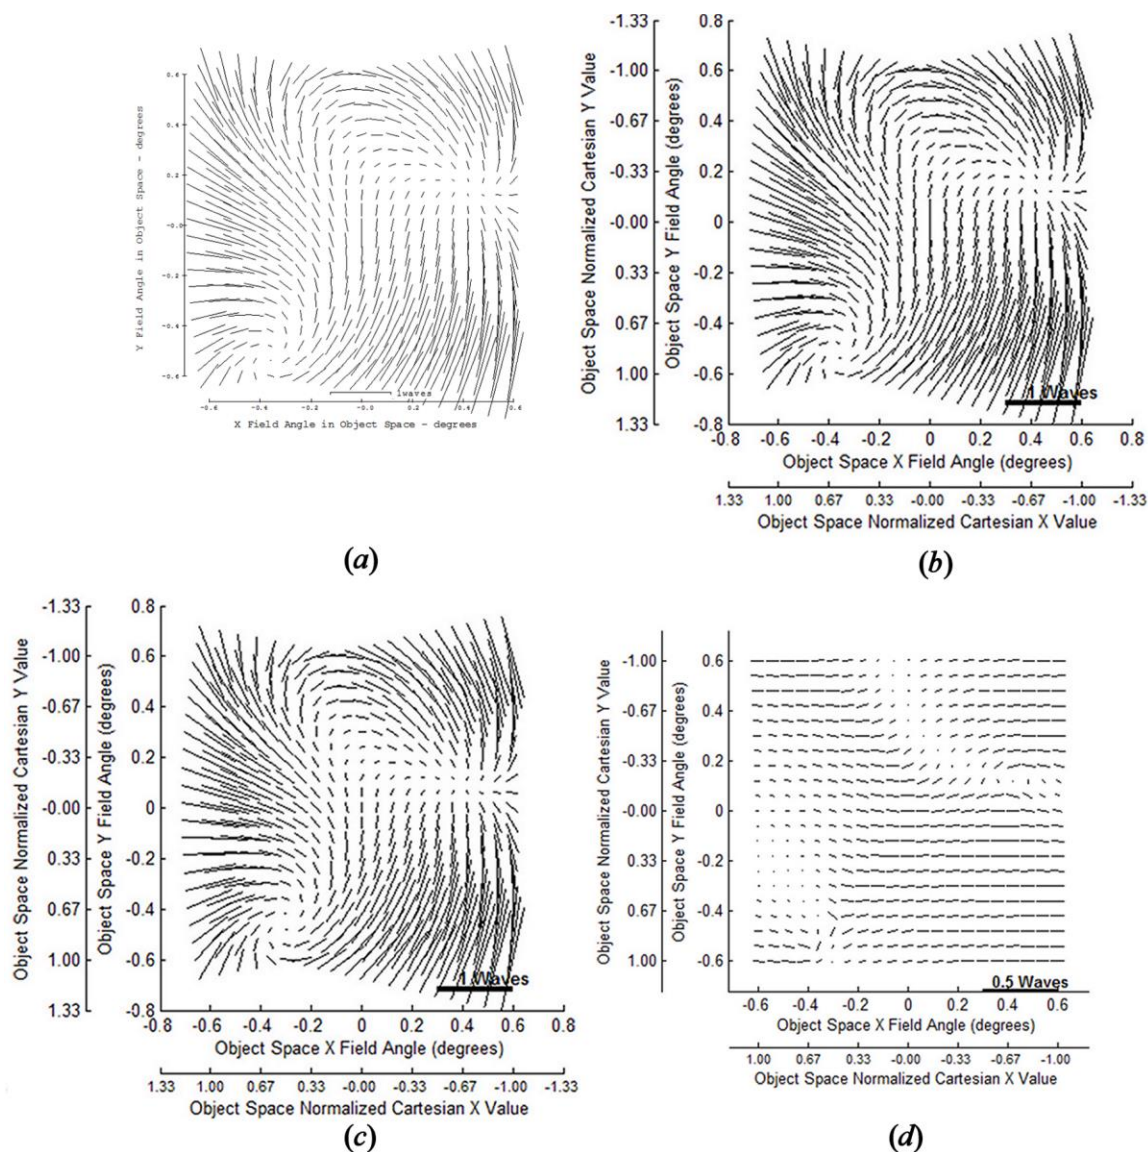 Y Field Angle in Object Space - degrees
0.6
0.4
0.2
-0.0
-0.2
-0.4
-0.6
1waves
-0.6 -0.4 -0.2 -0.0 0.2 0.4 0.6
X Field Angle in Object Space - degrees
(a)
Object Space Normalized Cartesian Y Value
-1.33
-1.00
-0.67
-0.33
-0.00
0.33
0.67
1.00
1.33
Object Space Y Field Angle (degrees)
0.8
0.6
0.4
0.2
0
-0.2
-0.4
-0.6
-0.8
1 Waves
-0.8 -0.6 -0.4 -0.2 0 0.2 0.4 0.6 0.8
Object Space X Field Angle (degrees)
1.33 1.00 0.67 0.33 -0.00 -0.33 -0.67 -1.00 -1.33
Object Space Normalized Cartesian X Value
(b)
Object Space Normalized Cartesian Y Value
-1.33
-1.00
-0.67
-0.33
-0.00
0.33
0.67
1.00
1.33
Object Space Y Field Angle (degrees)
0.8
0.6
0.4
0.2
0
-0.2
-0.4
-0.6
-0.8
1 Waves
-0.8 -0.6 -0.4 -0.2 0 0.2 0.4 0.6 0.8
Object Space X Field Angle (degrees)
1.33 1.00 0.67 0.33 -0.00 -0.33 -0.67 -1.00 -1.33
Object Space Normalized Cartesian X Value
(c)
Object Space Normalized Cartesian Y Value
-1.00
-0.67
-0.33
-0.00
0.33
0.67
1.00
Object Space Y Field Angle (degrees)
0.6
0.4
0.2
0
-0.2
-0.4
-0.6
0.5 Waves
-0.6 -0.4 -0.2 0 0.2 0.4 0.6
Object Space X Field Angle (degrees)
1.00 0.67 0.33 -0.00 -0.33 -0.67 -1.00
Object Space Normalized Cartesian X Value
(d)